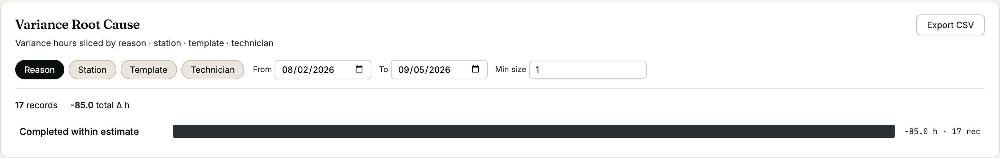 Variance Root Cause
Export CSV
Variance hours sliced by reason · station · template · technician
Reason Station Template Technician From 08/02/2026 To 09/05/2026 Min size 1
17 records -85.0 total Δ h
Completed within estimate -85.0 h · 17 rec